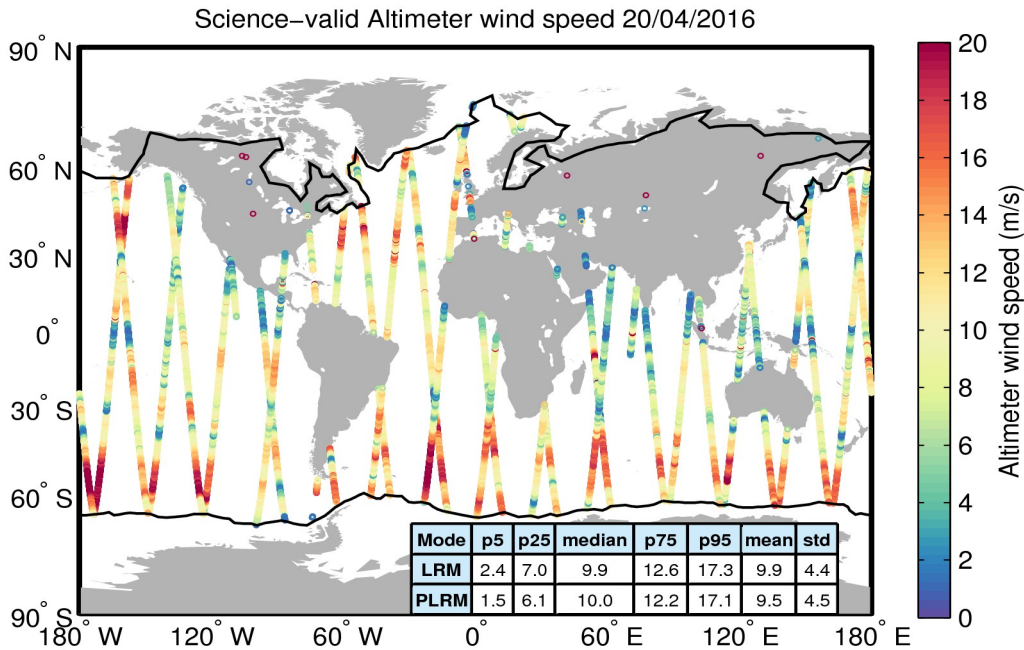 Science−valid Altimeter wind speed 20/04/2016
90° N
60° N
30° N
0°
30° S
60° S
90° S
180° W
120° W
60° W
0°
60° E
120° E
180° E
Mode p5 p25 median p75 p95 mean std
LRM 2.4 7.0 9.9 12.6 17.3 9.9 4.4
PLRM 1.5 6.1 10.0 12.2 17.1 9.5 4.5
20
18
16
14
12
10
8
6
4
2
0
Altimeter wind speed (m/s)